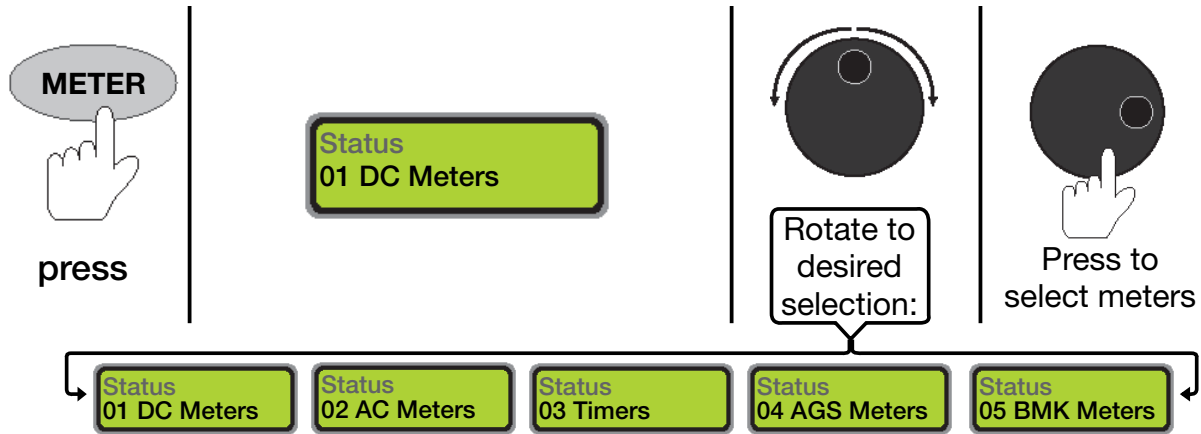 METER
press
Status
01 DC Meters
Rotate to
desired
selection:
Press to
select meters
Status
01 DC Meters
Status
02 AC Meters
Status
03 Timers
Status
04 AGS Meters
Status
05 BMK Meters